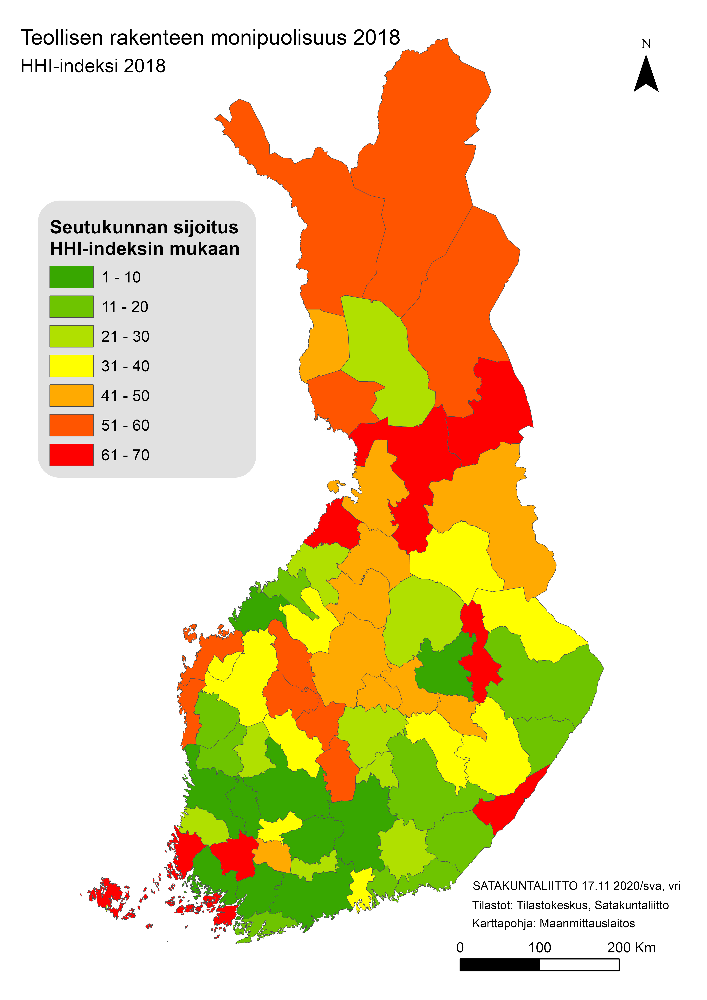 Teollisen rakenteen monipuolisuus 2018
HHI-indeksi 2018
N
Seutukunnan sijoitus
HHI-indeksin mukaan
1 - 10
11 - 20
21 - 30
31 - 40
41 - 50
51 - 60
61 - 70
SATAKUNTALIITTO 17.11 2020/sva, vri
Tilastot: Tilastokeskus, Satakuntaliitto
Karttapohja: Maanmittauslaitos
0 100 200 Km